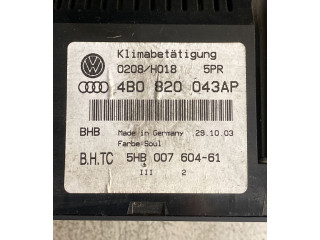 Klimabetätigung
0208/H018 5PR
4B0 820 043AP
BHB Made in Germany 29.10.03
Farbe Soul
B.H.TC 5HB 007 604-61
III 2